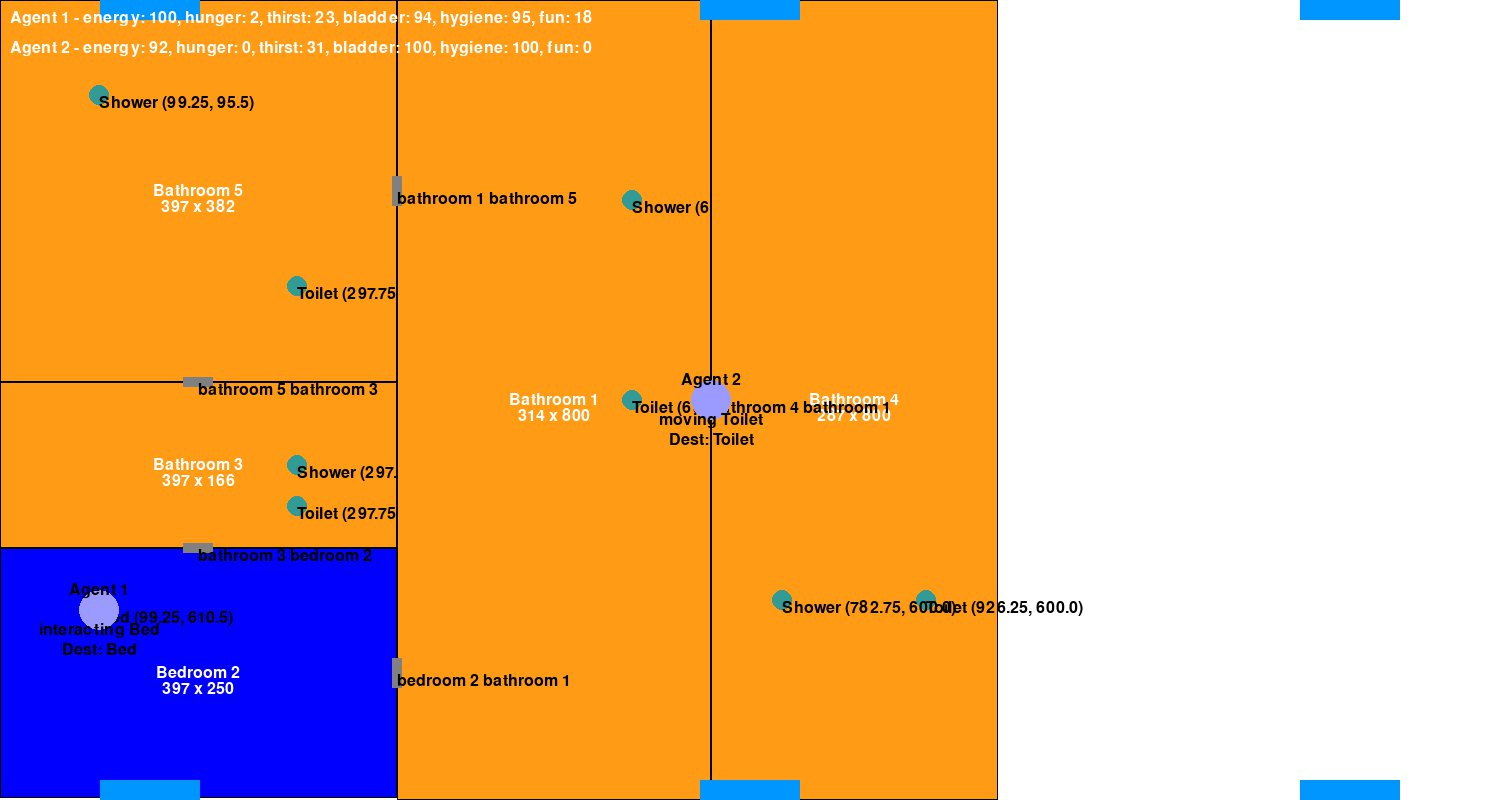 Agent 1 - energy: 100, hunger: 2, thirst: 23, bladder: 94, hygiene: 95, fun: 18
Agent 2 - energy: 92, hunger: 0, thirst: 31, bladder: 100, hygiene: 100, fun: 0
Shower (99.25, 95.5)
Bathroom 5
397 x 382
bathroom 1 bathroom 5
Shower (6
Toilet (297.75
bathroom 5 bathroom 3
Agent 2
Bathroom 1
314 x 800
Toilet (6
throom 4 bathroom 1
Bathroom 4
287 x 800
moving Toilet
Dest: Toilet
Bathroom 3
397 x 166
Shower (297.
Toilet (297.75
bathroom 3 bedroom 2
Agent 1
d (99.25, 610.5)
interacting Bed
Dest: Bed
Shower (782.75, 600.0)
Toilet (926.25, 600.0)
Bedroom 2
397 x 250
bedroom 2 bathroom 1